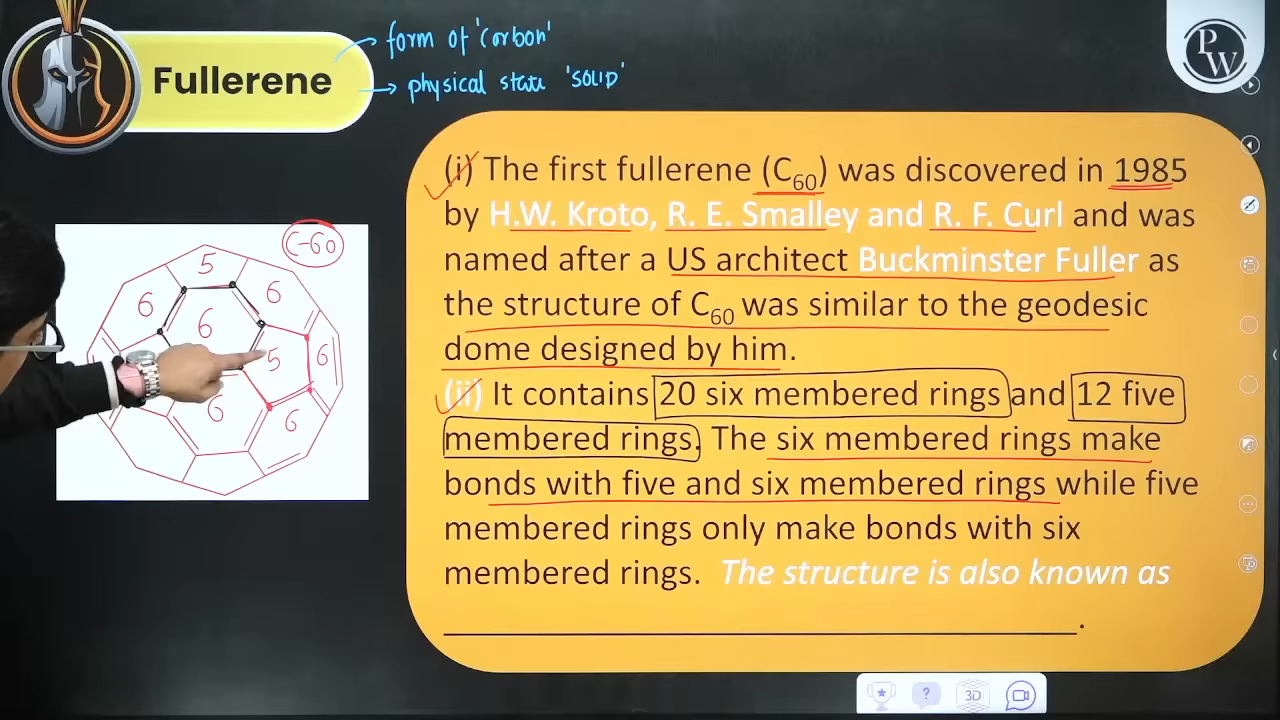 Fullerene
form of 'carbon'
physical state 'SOLID'
PW
C-60
5
6
6
6
5
6
6
6
(i) The first fullerene (C₆₀) was discovered in 1985
by H.W. Kroto, R. E. Smalley and R. F. Curl and was
named after a US architect Buckminster Fuller as
the structure of C₆₀ was similar to the geodesic
dome designed by him.
(ii) It contains 20 six membered rings and 12 five
membered rings. The six membered rings make
bonds with five and six membered rings while five
membered rings only make bonds with six
membered rings. The structure is also known as
.
?
3D